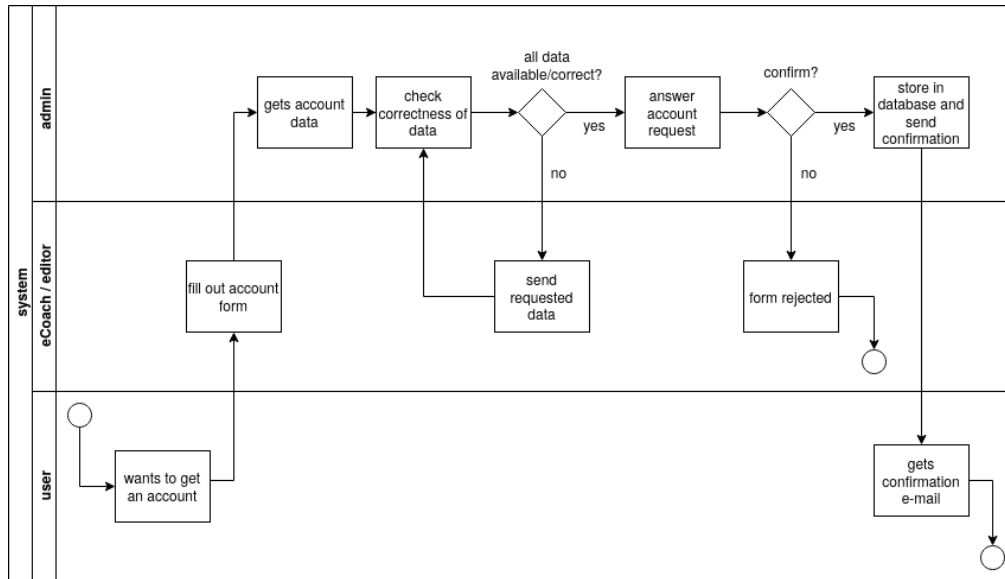 system
admin
eCoach / editor
user
gets account
data
check
correctness of
data
all data
available/correct?
yes
no
answer
account
request
confirm?
yes
no
store in
database and
send
confirmation
fill out account
form
send
requested
data
form rejected
wants to get
an account
gets
confirmation
e-mail